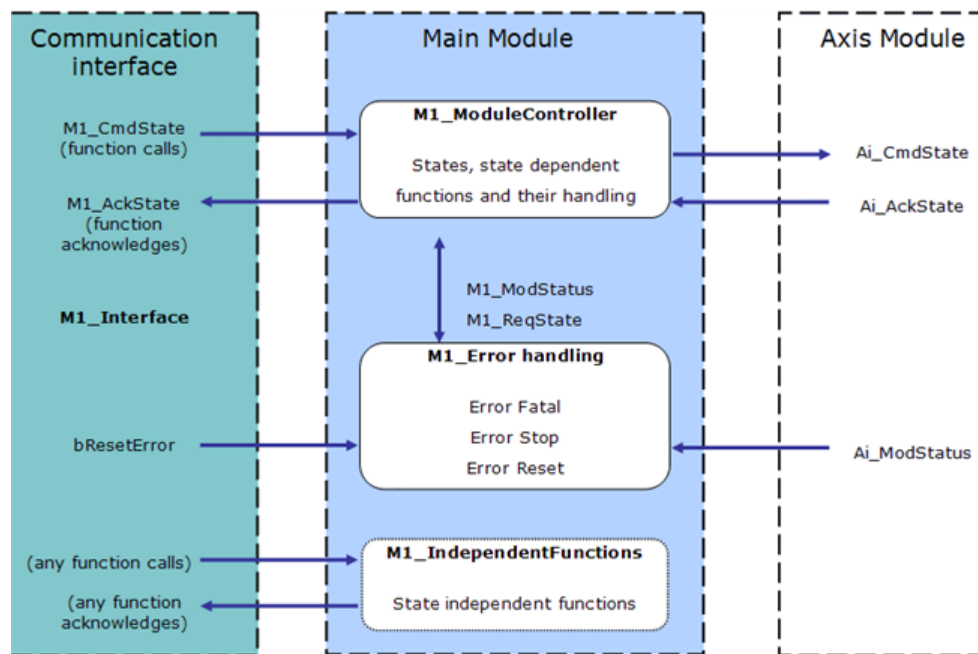 Communication
interface
M1_CmdState
(function calls)
M1_AckState
(function
acknowledges)
M1_Interface
bResetError
(any function calls)
(any function
acknowledges)
Main Module
M1_ModuleController
States, state dependent
functions and their handling
M1_ModStatus
M1_ReqState
M1_Error handling
Error Fatal
Error Stop
Error Reset
M1_IndependentFunctions
State independent functions
Axis Module
Ai_CmdState
Ai_AckState
Ai_ModStatus